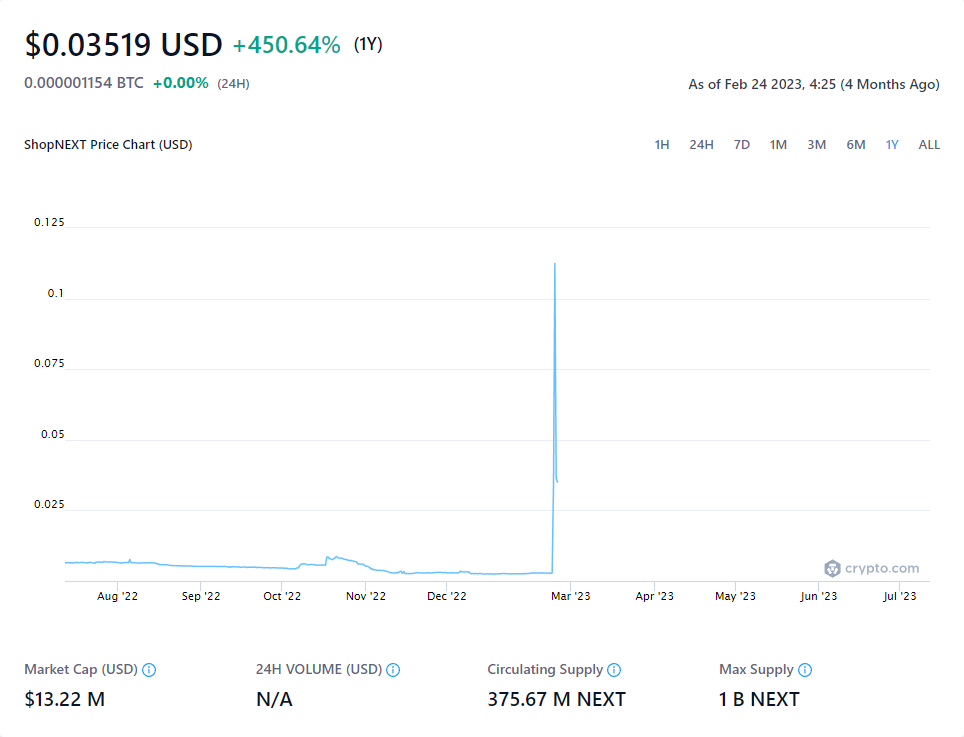 $0.03519 USD +450.64% (1Y)
0.000001154 BTC +0.00% (24H)
As of Feb 24 2023, 4:25 (4 Months Ago)
ShopNEXT Price Chart (USD)
1H 24H 7D 1M 3M 6M 1Y ALL
0.125
0.1
0.075
0.05
0.025
crypto.com
Aug '22 Sep '22 Oct '22 Nov '22 Dec '22 Mar '23 Apr '23 May '23 Jun '23 Jul '23
Market Cap (USD) 24H VOLUME (USD) Circulating Supply Max Supply
$13.22 M N/A 375.67 M NEXT 1 B NEXT